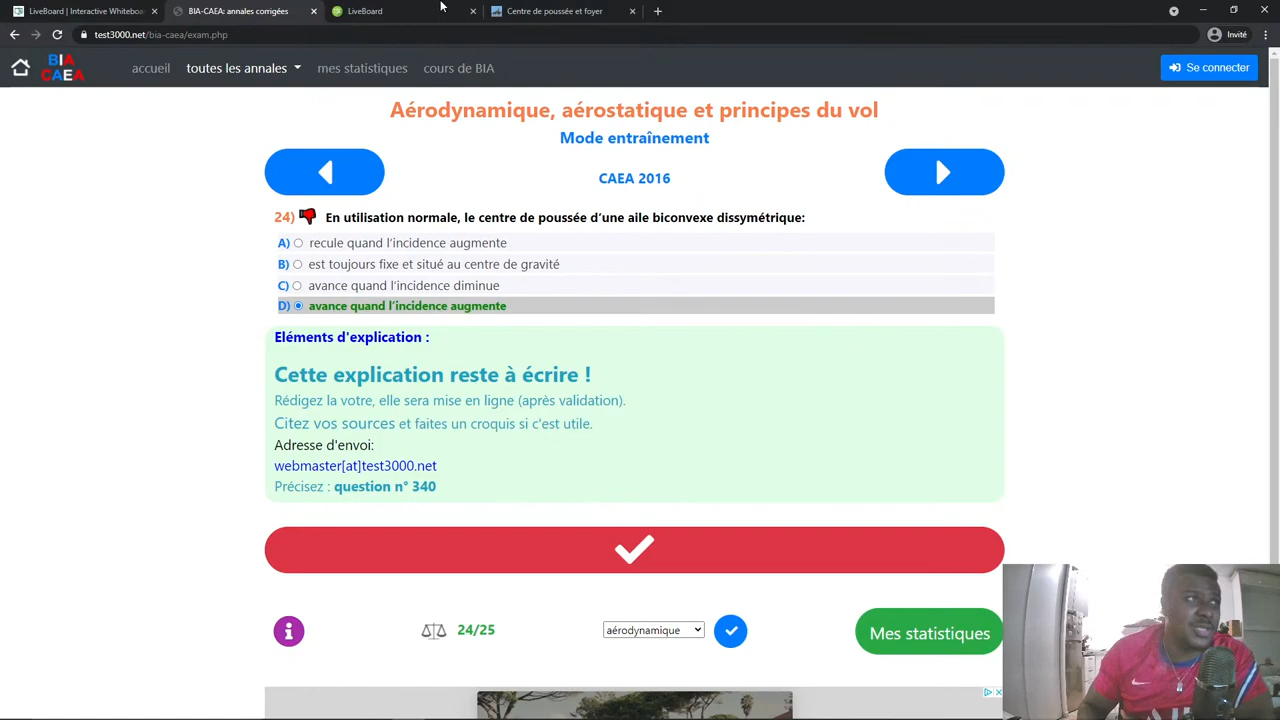 LiveBoard | Interactive Whiteboa
BIA-CAEA: annales corrigées
LiveBoard
Centre de poussée et foyer
test3000.net/bia-caea/exam.php
Invité
BIA
CAEA
accueil
toutes les annales
mes statistiques
cours de BIA
Se connecter
Aérodynamique, aérostatique et principes du vol
Mode entraînement
CAEA 2016
24) En utilisation normale, le centre de poussée d'une aile biconvexe dissymétrique:
A) recule quand l'incidence augmente
B) est toujours fixe et situé au centre de gravité
C) avance quand l'incidence diminue
D) avance quand l'incidence augmente
Eléments d'explication :
Cette explication reste à écrire !
Rédigez la votre, elle sera mise en ligne (après validation).
Citez vos sources et faites un croquis si c'est utile.
Adresse d'envoi:
webmaster[at]test3000.net
Précisez : question n° 340
24/25
aérodynamique
Mes statistiques